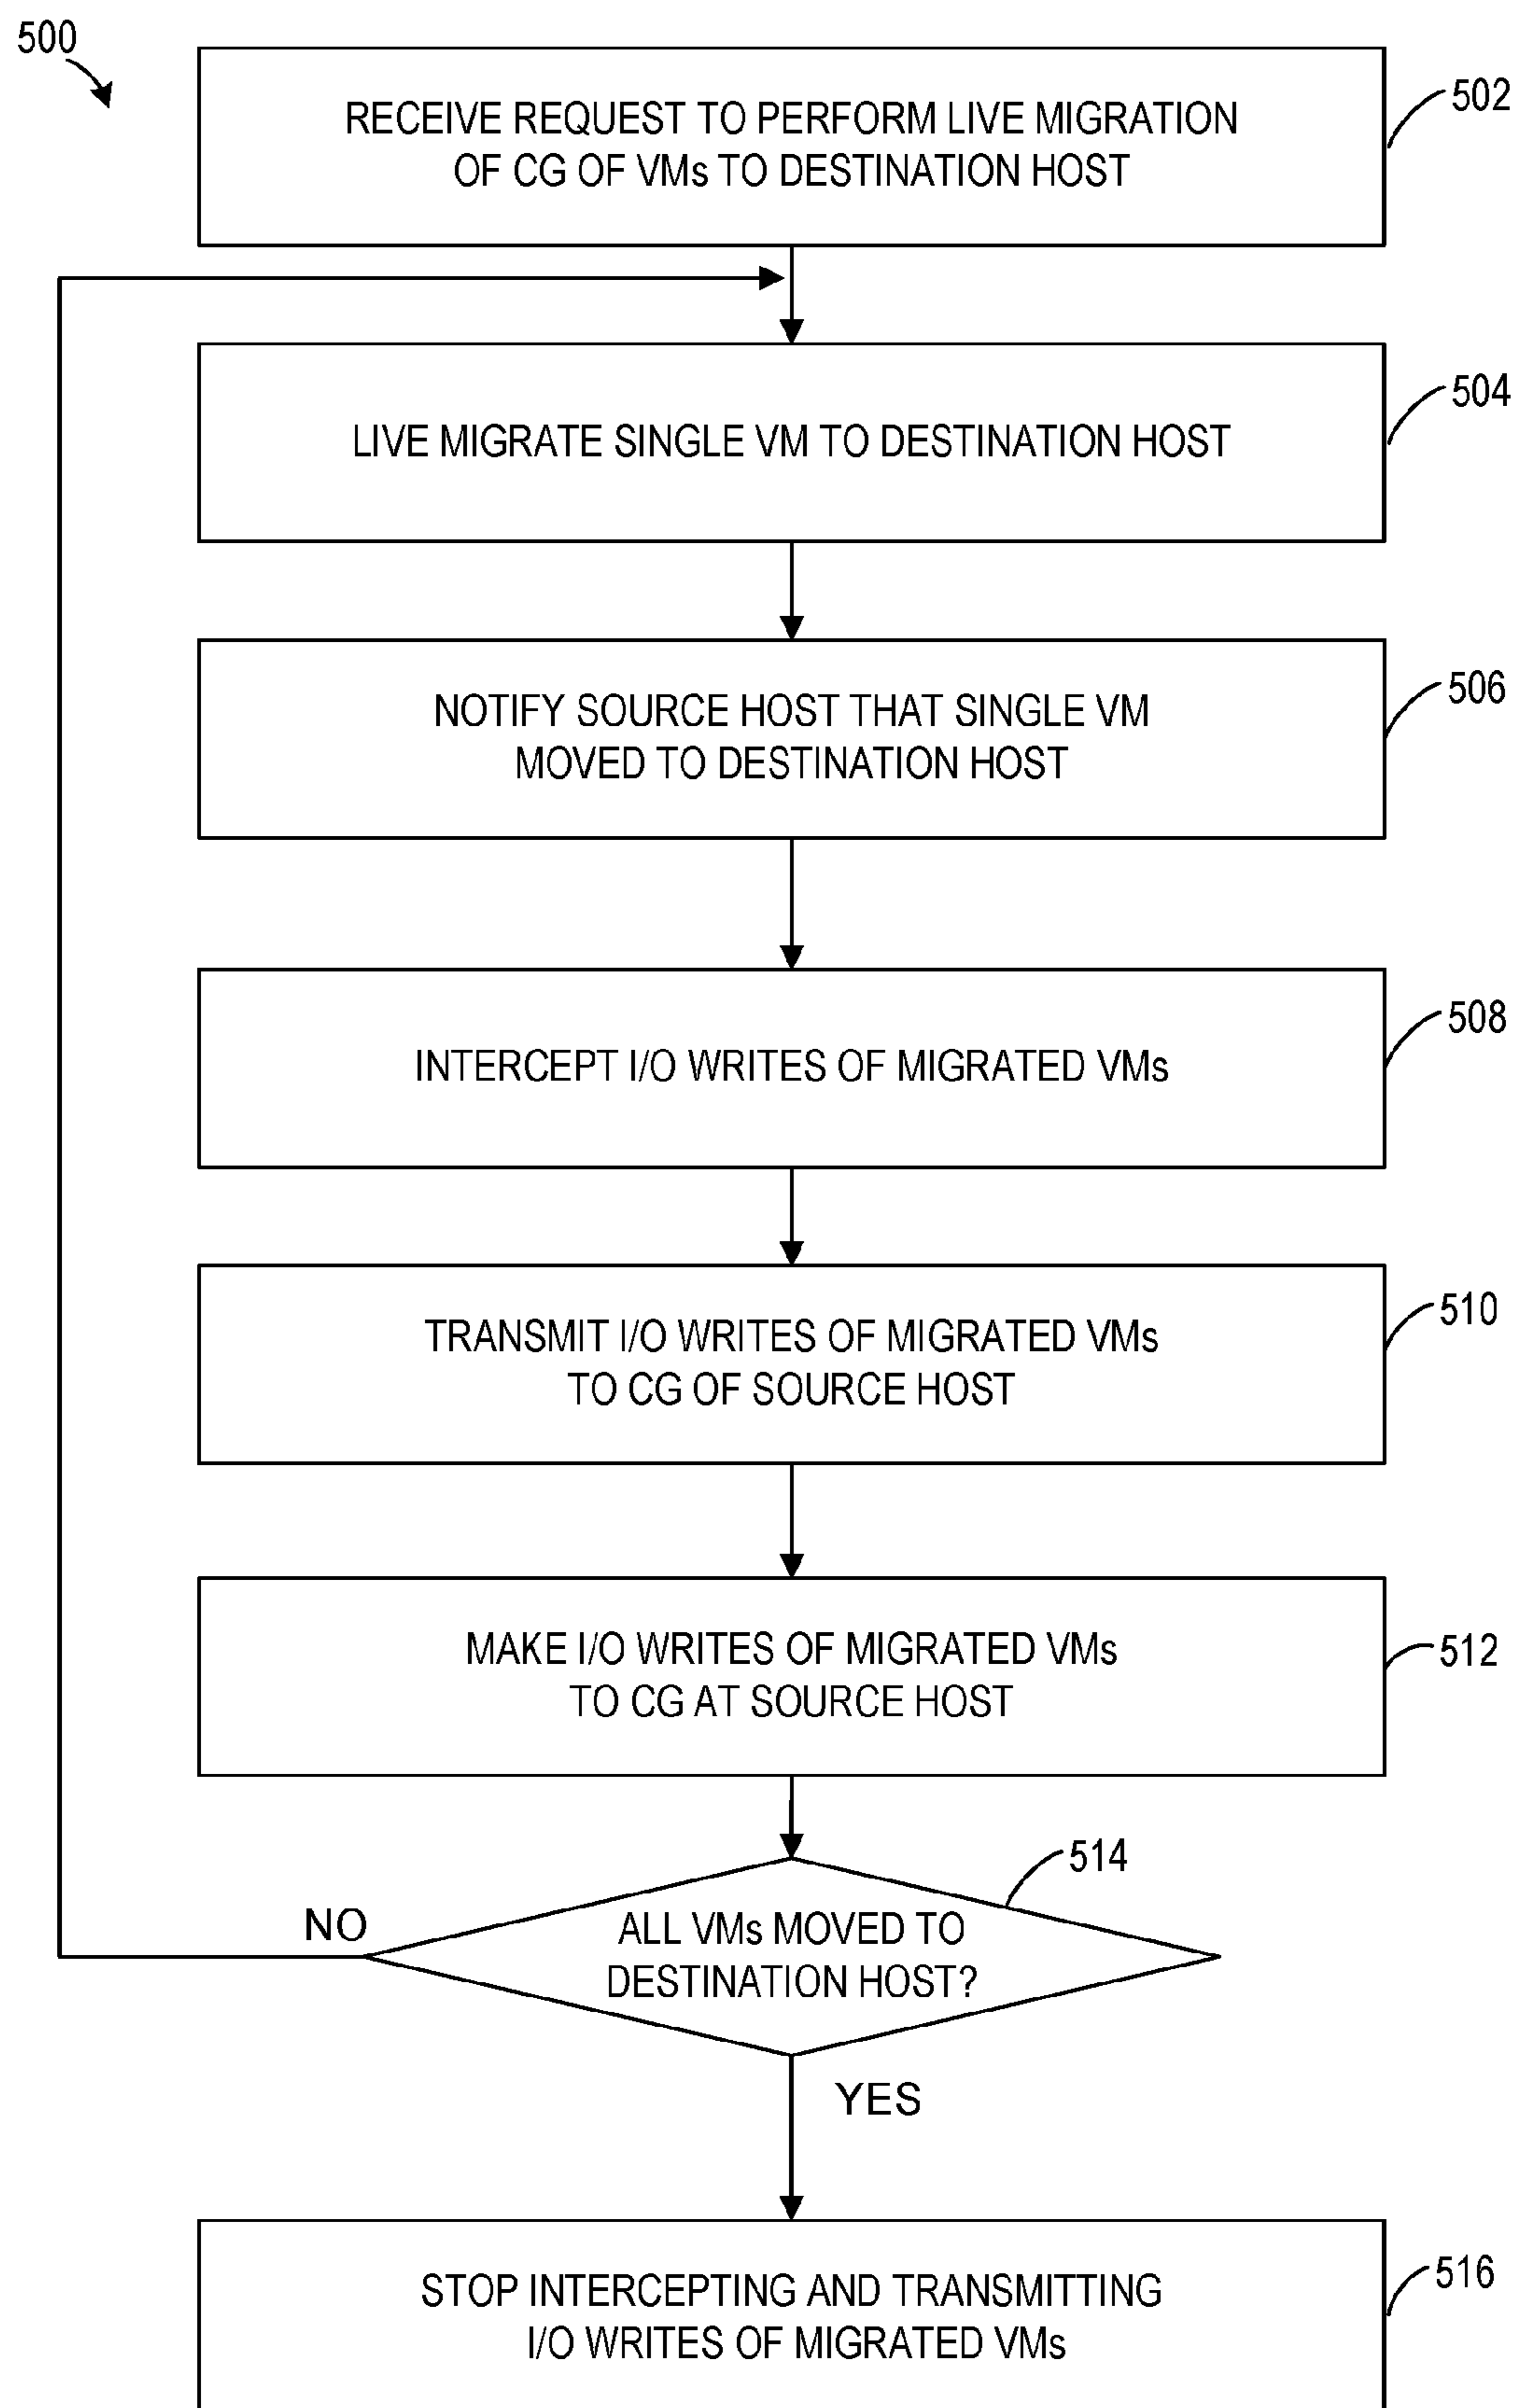 500
RECEIVE REQUEST TO PERFORM LIVE MIGRATION
OF CG OF VMs TO DESTINATION HOST
502
LIVE MIGRATE SINGLE VM TO DESTINATION HOST
504
NOTIFY SOURCE HOST THAT SINGLE VM
MOVED TO DESTINATION HOST
506
INTERCEPT I/O WRITES OF MIGRATED VMs
508
TRANSMIT I/O WRITES OF MIGRATED VMs
TO CG OF SOURCE HOST
510
MAKE I/O WRITES OF MIGRATED VMs
TO CG AT SOURCE HOST
512
514
NO
ALL VMs MOVED TO
DESTINATION HOST?
YES
STOP INTERCEPTING AND TRANSMITTING
I/O WRITES OF MIGRATED VMs
516